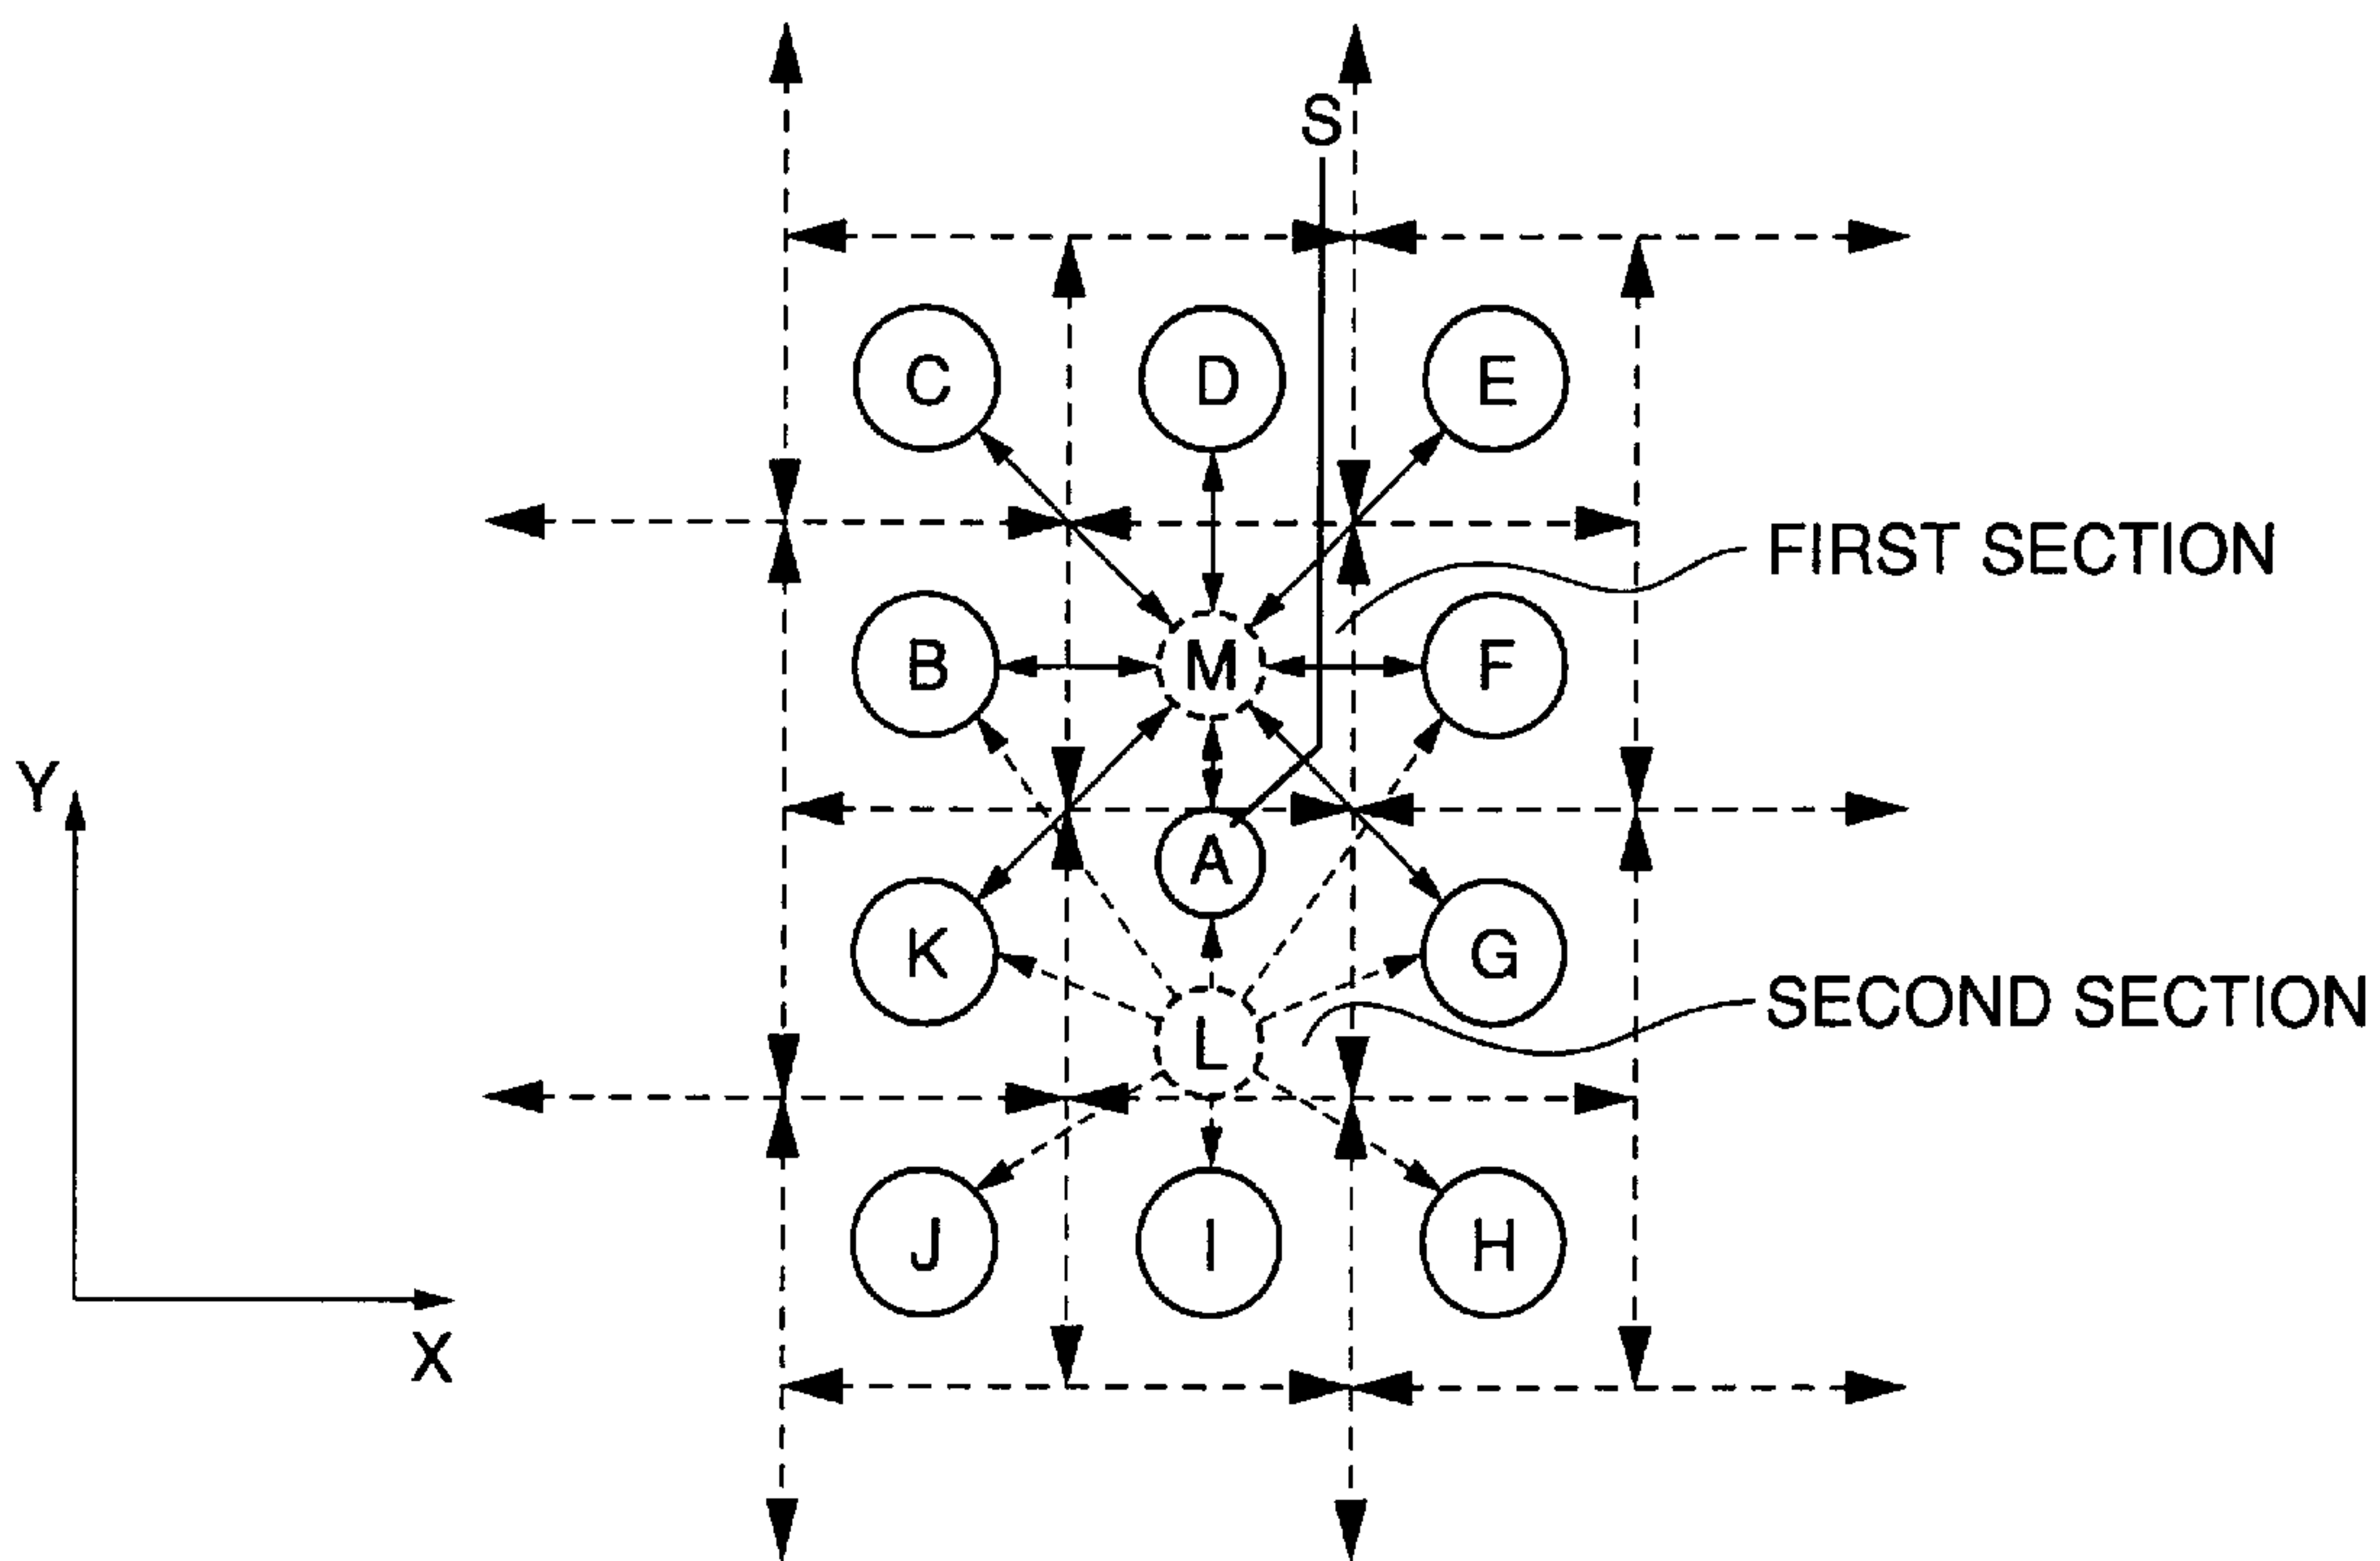 S
C D E
FIRST SECTION
B M F
Y
A
K G
SECOND SECTION
L
J I H
X